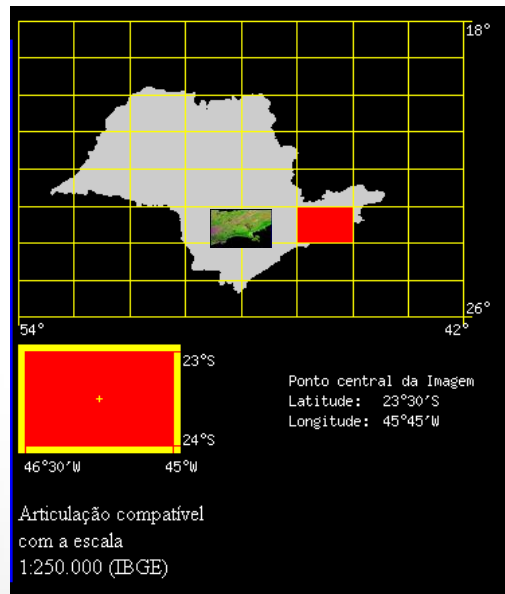 18°
26°
54°
42°
23°S
24°S
46°30'W
45°W
Ponto central da Imagem
Latitude: 23°30'S
Longitude: 45°45'W
Articulação compatível
com a escala
1:250.000 (IBGE)